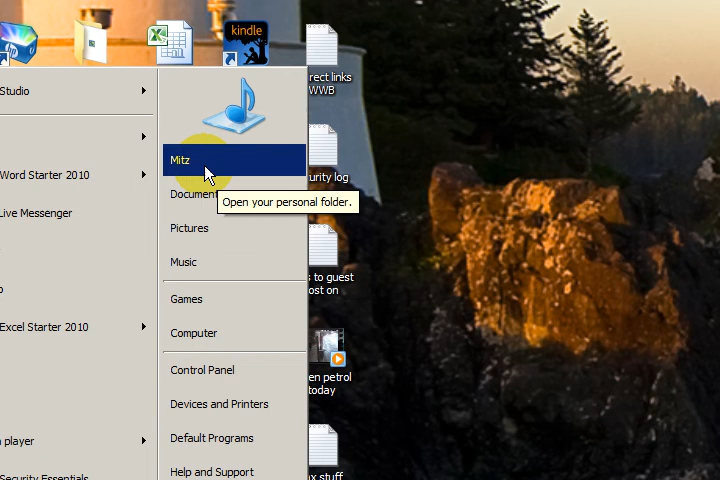 kindle
rect links
WWB
Studio
Mitz
Word Starter 2010
urity log
Open your personal folder.
Live Messenger
Pictures
Music
s to guest
ost on
Games
Excel Starter 2010
Computer
Control Panel
en petrol
today
Devices and Printers
player
Default Programs
Help and Support
Security Essentials
x stuff